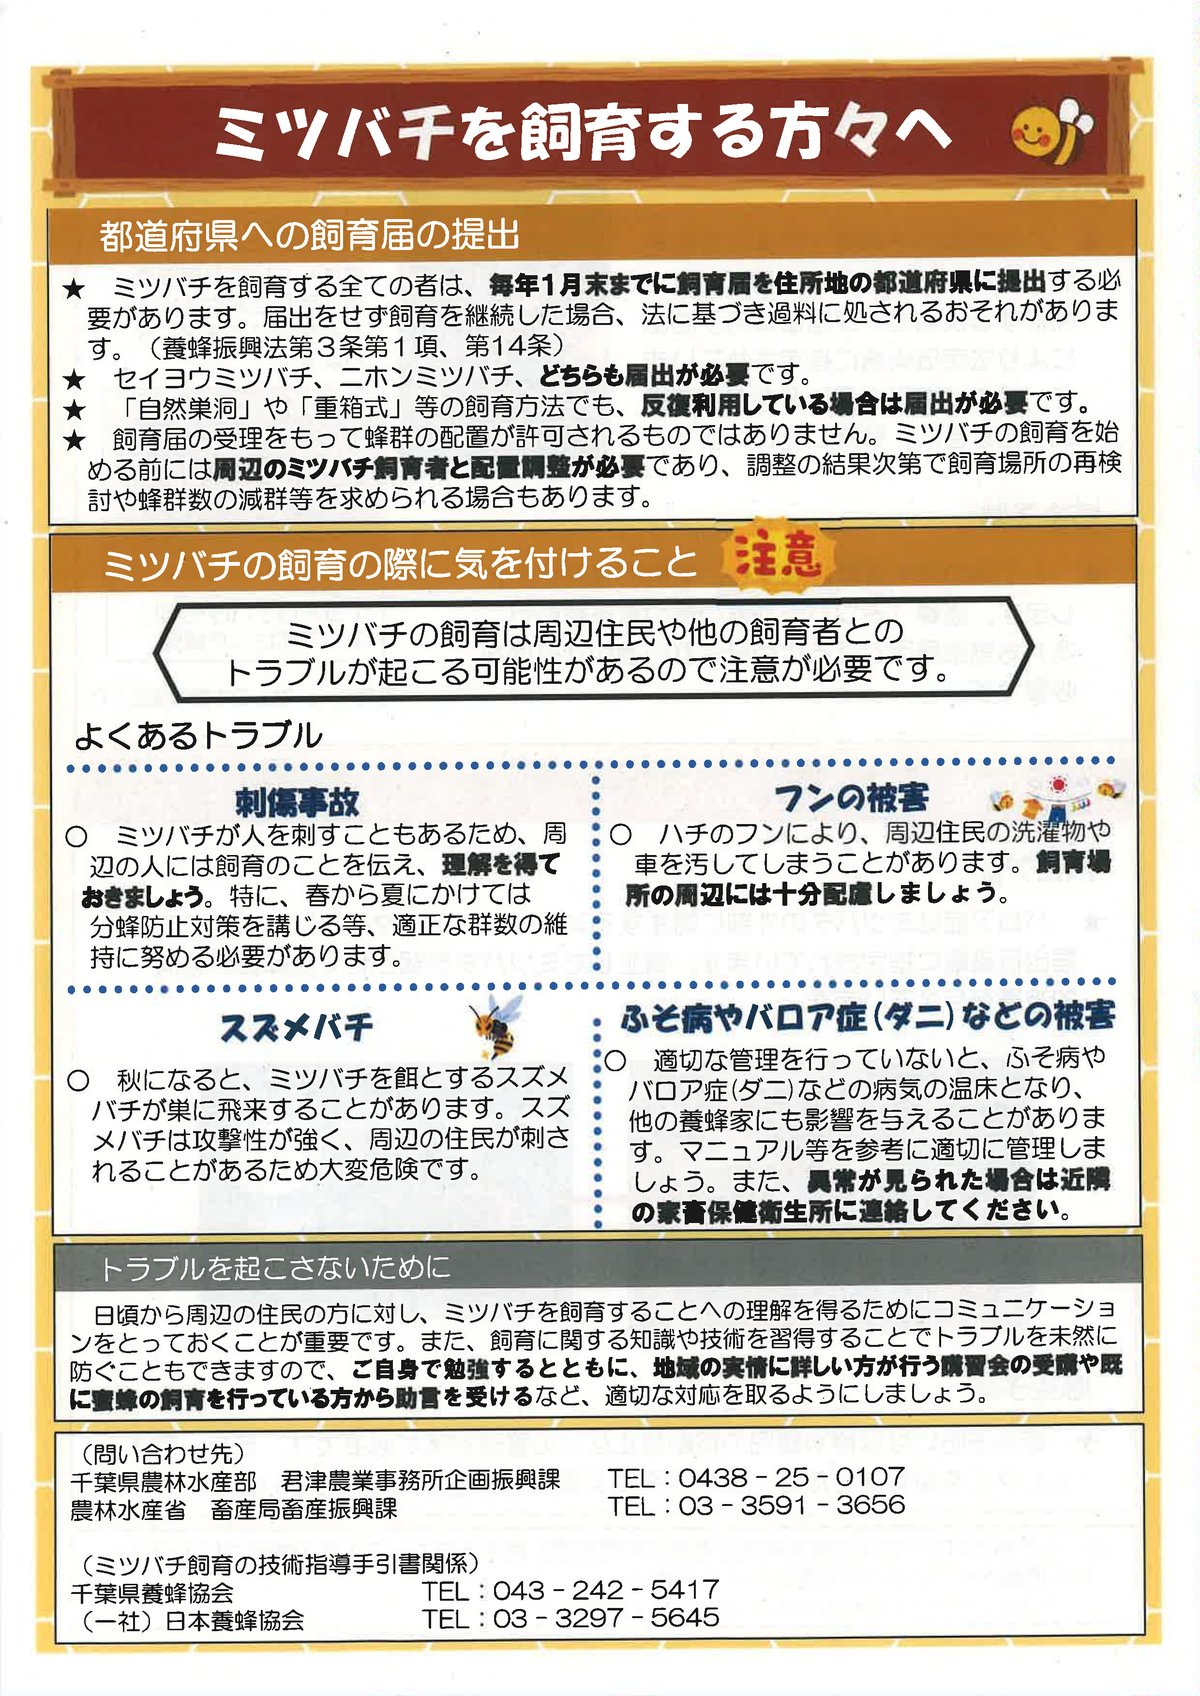 ミツバチを飼育する方々へ
都道府県への飼育届の提出
★　ミツバチを飼育する全ての者は、毎年１月末までに飼育届を住所地の都道府県に提出する必
要があります。届出をせず飼育を継続した場合、法に基づき過料に処されるおそれがありま
す。（養蜂振興法第３条第１項、第14条）
★　セイヨウミツバチ、ニホンミツバチ、どちらも届出が必要です。
★　「自然巣洞」や「重箱式」等の飼育方法でも、反復利用している場合は届出が必要です。
★　飼育届の受理をもって蜂群の配置が許可されるものではありません。ミツバチの飼育を始
める前には周辺のミツバチ飼育者と配置調整が必要であり、調整の結果次第で飼育場所の再検
討や蜂群数の減群等を求められる場合もあります。
ミツバチの飼育の際に気を付けること　注意
ミツバチの飼育は周辺住民や他の飼育者との
トラブルが起こる可能性があるので注意が必要です。
よくあるトラブル
刺傷事故
○　ミツバチが人を刺すこともあるため、周
辺の人には飼育のことを伝え、理解を得て
おきましょう。特に、春から夏にかけては
分蜂防止対策を講じる等、適正な群数の維
持に努める必要があります。
フンの被害
○　ハチのフンにより、周辺住民の洗濯物や
車を汚してしまうことがあります。飼育場
所の周辺には十分配慮しましょう。
スズメバチ
○　秋になると、ミツバチを餌とするスズメ
バチが巣に飛来することがあります。スズ
メバチは攻撃性が強く、周辺の住民が刺さ
れることがあるため大変危険です。
ふそ病やバロア症(ダニ)などの被害
○　適切な管理を行っていないと、ふそ病や
バロア症(ダニ)などの病気の温床となり、
他の養蜂家にも影響を与えることがありま
す。マニュアル等を参考に適切に管理しま
しょう。また、異常が見られた場合は近隣
の家畜保健衛生所に連絡してください。
トラブルを起こさないために
日頃から周辺の住民の方に対し、ミツバチを飼育することへの理解を得るためにコミュニケーショ
ンをとっておくことが重要です。また、飼育に関する知識や技術を習得することでトラブルを未然に
防ぐこともできますので、ご自身で勉強するとともに、地域の実情に詳しい方が行う講習会の受講や既
に蜜蜂の飼育を行っている方から助言を受けるなど、適切な対応を取るようにしましょう。
（問い合わせ先）
千葉県農林水産部　君津農業事務所企画振興課　TEL：0438－25－0107
農林水産省　畜産局畜産振興課　TEL：03－3591－3656
（ミツバチ飼育の技術指導手引書関係）
千葉県養蜂協会　TEL：043－242－5417
（一社）日本養蜂協会　TEL：03－3297－5645